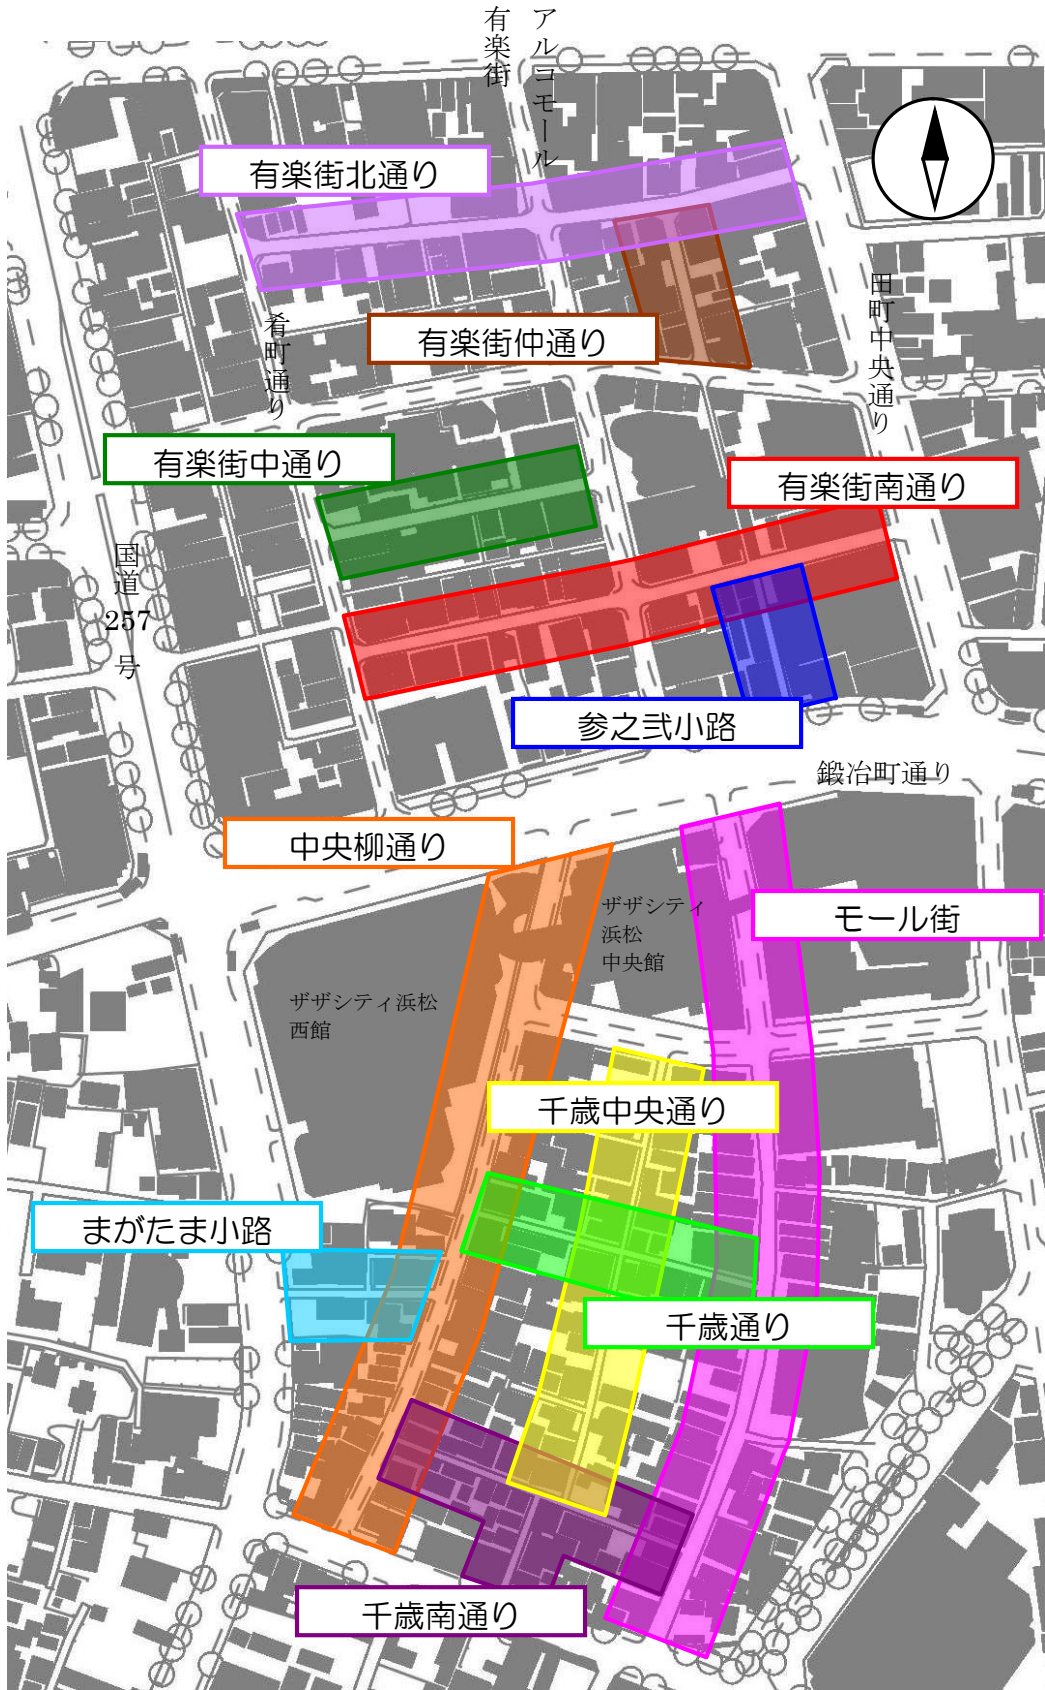 アルコモール
有楽街
有楽街北通り
有楽街仲通り
肴町通り
田町中央通り
有楽街中通り
有楽街南通り
国道
257
号
参之弐小路
鍛冶町通り
中央柳通り
モール街
ザザシティ
浜松
中央館
ザザシティ浜松
西館
千歳中央通り
まがたま小路
千歳通り
千歳南通り